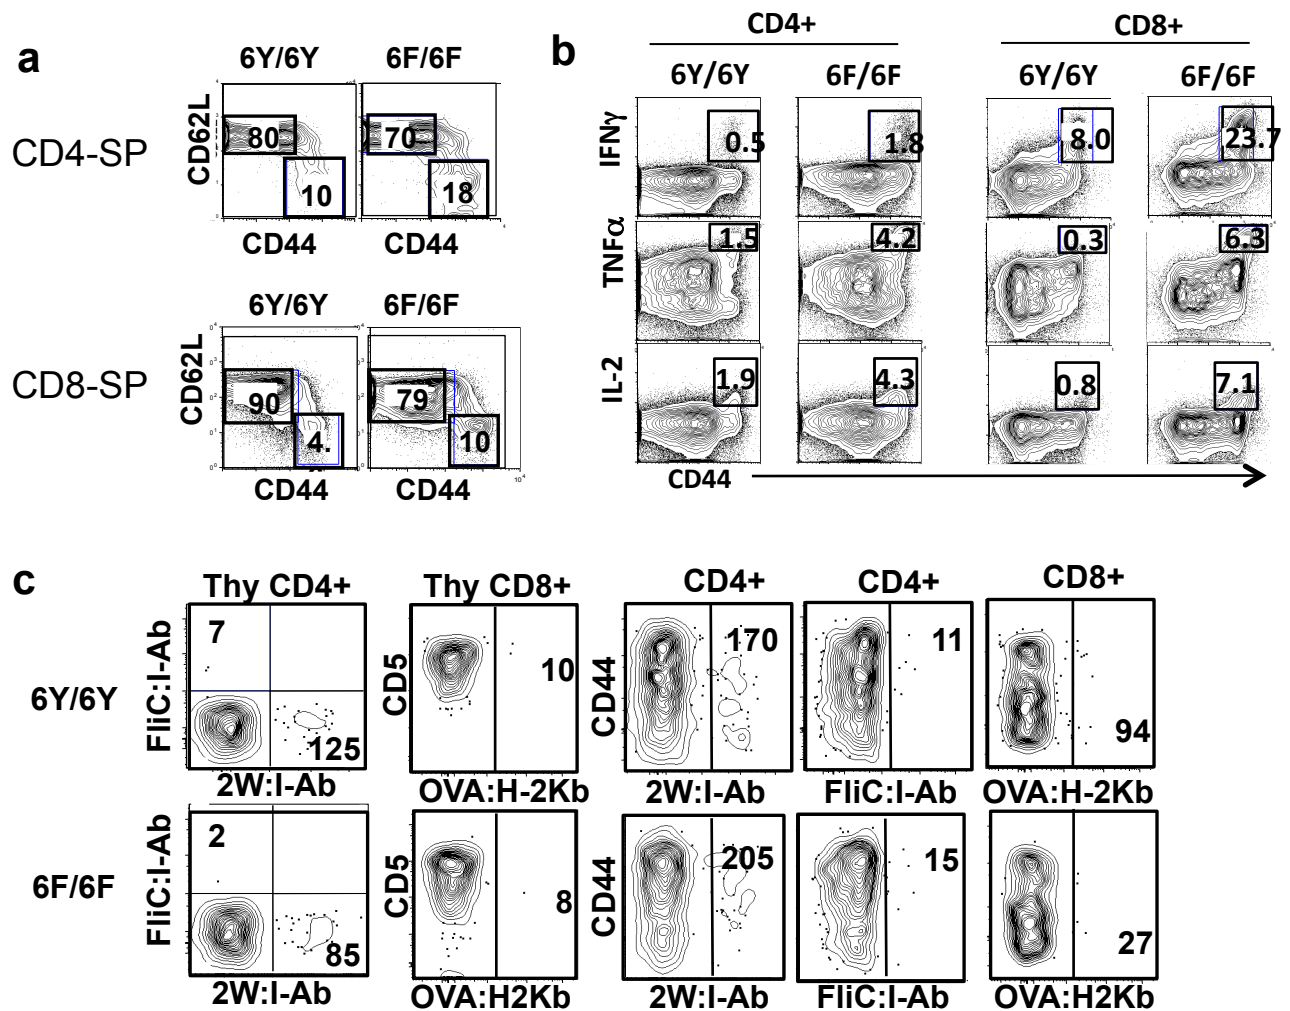 a
6Y/6Y 6F/6F
CD4-SP
CD62L
80 70
10 18
CD44 CD44
6Y/6Y 6F/6F
CD8-SP
CD62L
90 79
4. 10
CD44 CD44
b
CD4+ CD8+
6Y/6Y 6F/6F 6Y/6Y 6F/6F
IFNγ
0.5 1.8 8.0 23.7
TNFα
1.5 4.2 0.3 6.3
IL-2
1.9 4.3 0.8 7.1
CD44
c
Thy CD4+ Thy CD8+ CD4+ CD4+ CD8+
6Y/6Y
FliC:I-Ab
7
125
2W:I-Ab
CD5
10
OVA:H-2Kb
CD44
170
2W:I-Ab
11
FliC:I-Ab
94
OVA:H-2Kb
6F/6F
FliC:I-Ab
2
85
2W:I-Ab
CD5
8
OVA:H2Kb
CD44
205
2W:I-Ab
15
FliC:I-Ab
27
OVA:H2Kb